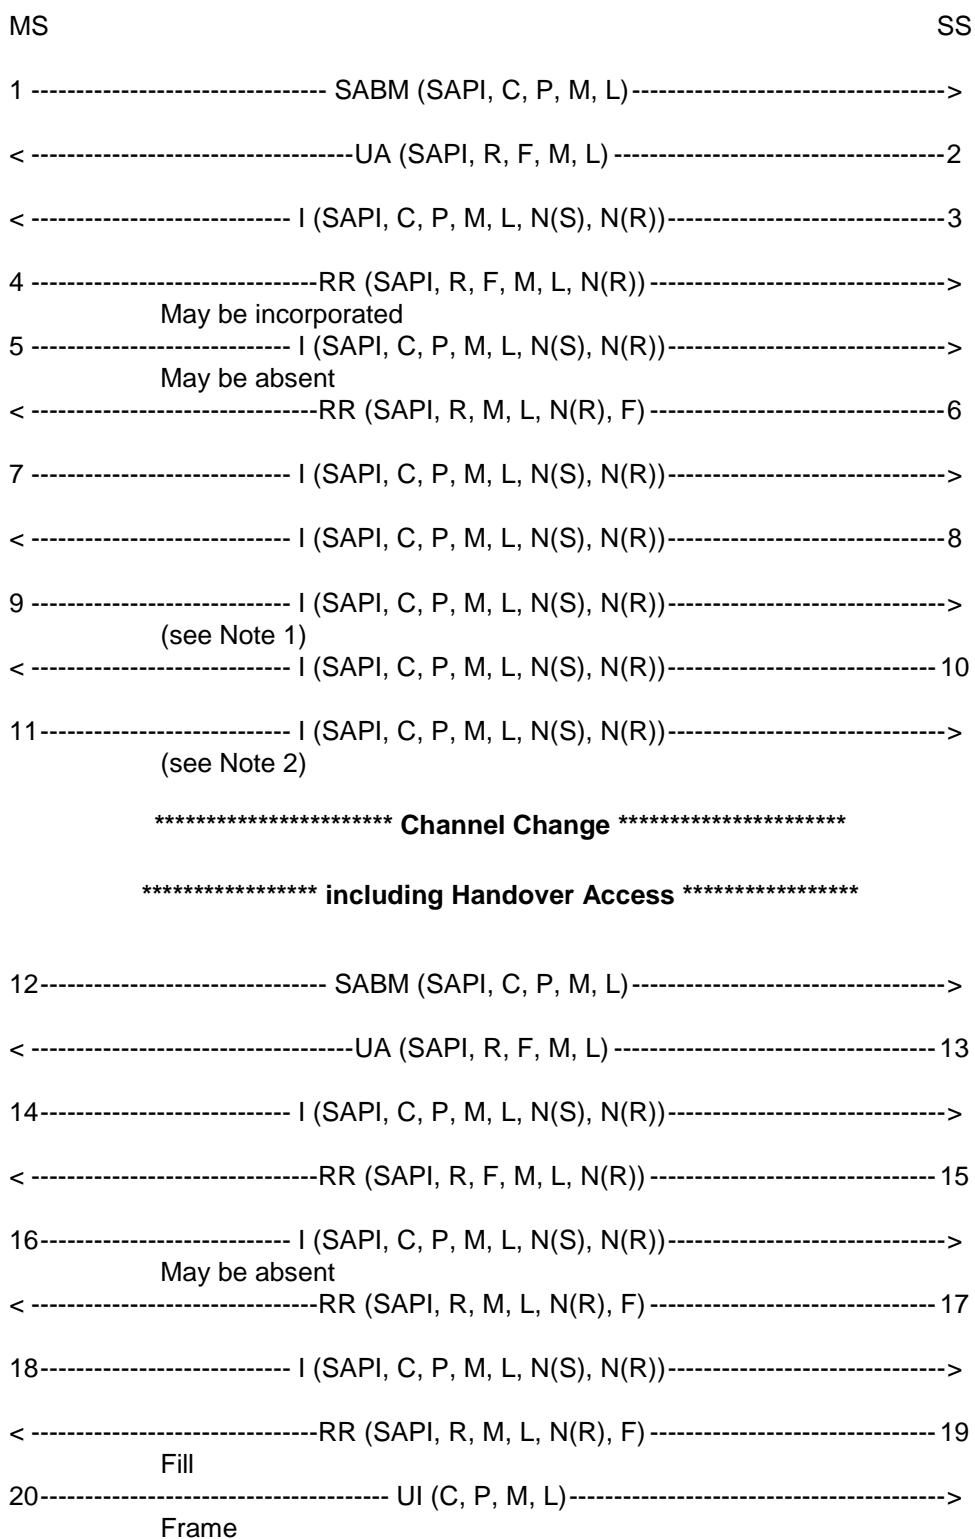 MS SS
1 --------------------------------- SABM (SAPI, C, P, M, L)----------------------------------->
< ------------------------------------UA (SAPI, R, F, M, L) -------------------------------------2
< ----------------------------- I (SAPI, C, P, M, L, N(S), N(R))-------------------------------3
4 --------------------------------RR (SAPI, R, F, M, L, N(R)) --------------------------------->
May be incorporated
5 ----------------------------- I (SAPI, C, P, M, L, N(S), N(R))------------------------------->
May be absent
< --------------------------------RR (SAPI, R, M, L, N(R), F) ---------------------------------6
7 ----------------------------- I (SAPI, C, P, M, L, N(S), N(R))------------------------------->
< ----------------------------- I (SAPI, C, P, M, L, N(S), N(R))-------------------------------8
9 ----------------------------- I (SAPI, C, P, M, L, N(S), N(R))------------------------------->
(see Note 1)
< ----------------------------- I (SAPI, C, P, M, L, N(S), N(R))------------------------------ 10
11---------------------------- I (SAPI, C, P, M, L, N(S), N(R))------------------------------->
(see Note 2)
*********************** Channel Change **********************
***************** including Handover Access *****************
12-------------------------------- SABM (SAPI, C, P, M, L)----------------------------------->
< ------------------------------------UA (SAPI, R, F, M, L) ------------------------------------ 13
14---------------------------- I (SAPI, C, P, M, L, N(S), N(R))------------------------------->
< --------------------------------RR (SAPI, R, F, M, L, N(R)) -------------------------------- 15
16---------------------------- I (SAPI, C, P, M, L, N(S), N(R))------------------------------->
May be absent
< --------------------------------RR (SAPI, R, M, L, N(R), F) -------------------------------- 17
18---------------------------- I (SAPI, C, P, M, L, N(S), N(R))------------------------------->
< --------------------------------RR (SAPI, R, M, L, N(R), F) -------------------------------- 19
Fill
20--------------------------------------- UI (C, P, M, L)------------------------------------------>
Frame